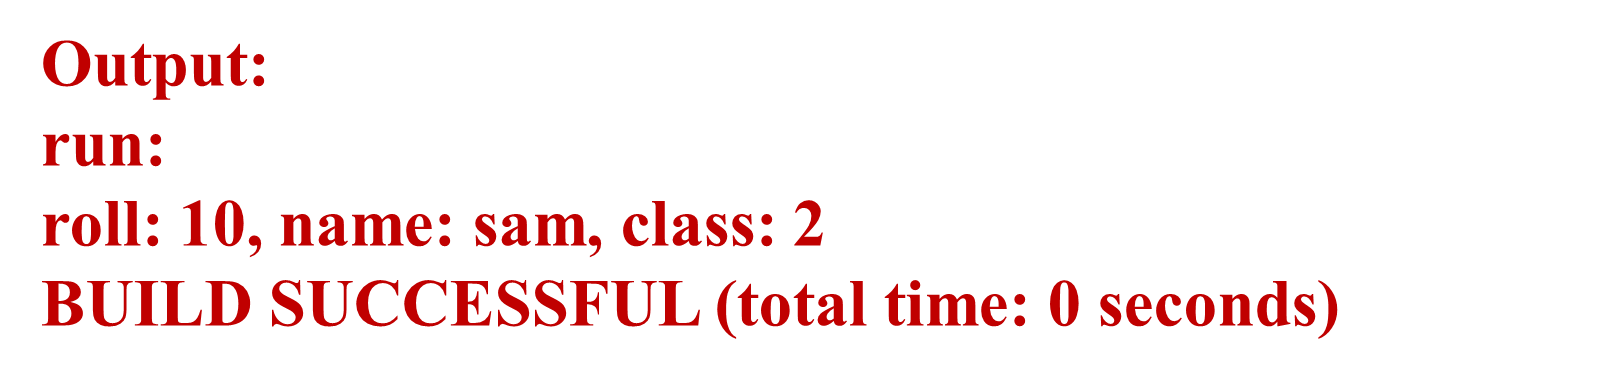 Output:
run:
roll: 10, name: sam, class: 2
BUILD SUCCESSFUL (total time: 0 seconds)